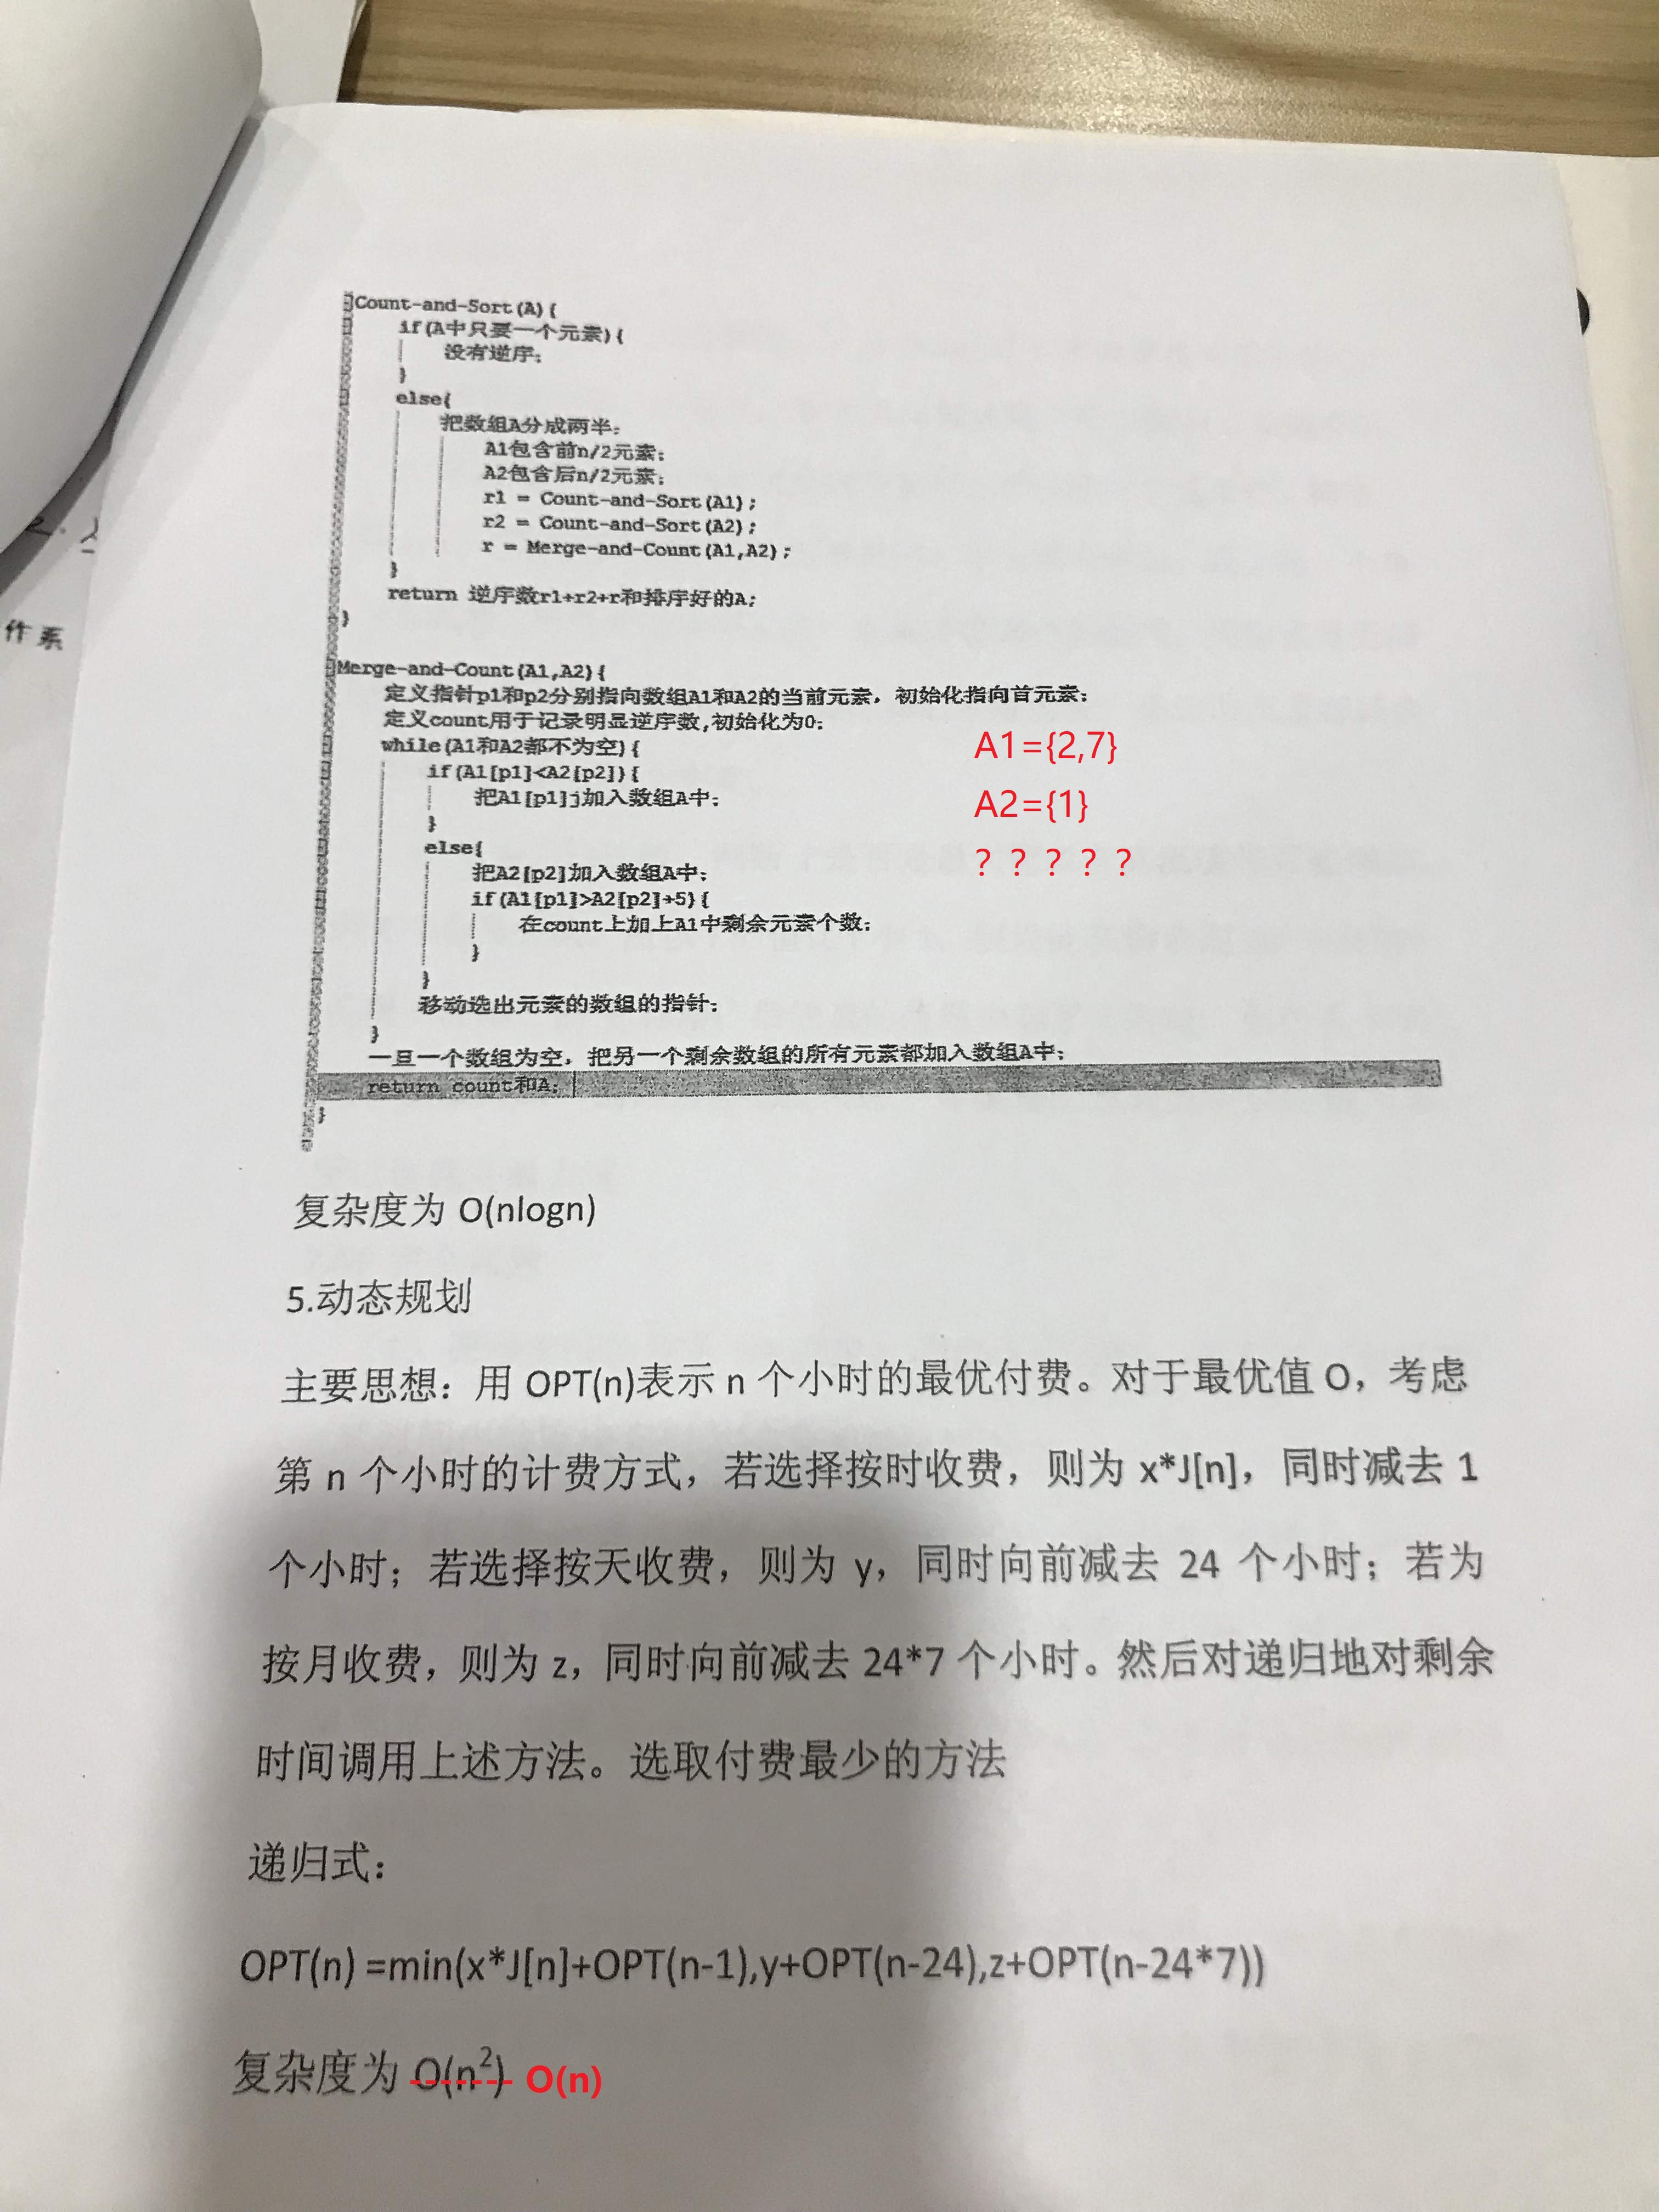 Count-and-Sort(A){
if(A中只要一个元素){
没有逆序;
}
else{
把数组A分成两半:
A1包含前n/2元素;
A2包含后n/2元素;
r1 = Count-and-Sort(A1);
r2 = Count-and-Sort(A2);
r = Merge-and-Count(A1,A2);
}
return 逆序数r1+r2+r和排序好的A;
}
Merge-and-Count(A1,A2){
定义指针p1和p2分别指向数组A1和A2的当前元素，初始化指向首元素;
定义count用于记录明显逆序数,初始化为0;
while(A1和A2都不为空){
if(A1[p1]<A2[p2]){
把A1[p1]j加入数组A中;
}
else{
把A2[p2]加入数组A中;
if(A1[p1]>A2[p2]+5){
在count上加上A1中剩余元素个数;
}
}
移动选出元素的数组的指针;
}
一旦一个数组为空，把另一个剩余数组的所有元素都加入数组A中;
return count和A;
}
A1={2,7}
A2={1}
？？？？？
作系
复杂度为 O(nlogn)
5.动态规划
主要思想：用 OPT(n)表示 n 个小时的最优付费。对于最优值 O，考虑
第 n 个小时的计费方式，若选择按时收费，则为 x*J[n]，同时减去 1
个小时；若选择按天收费，则为 y，同时向前减去 24 个小时；若为
按月收费，则为 z，同时向前减去 24*7 个小时。然后对递归地对剩余
时间调用上述方法。选取付费最少的方法
递归式：
OPT(n) =min(x*J[n]+OPT(n-1),y+OPT(n-24),z+OPT(n-24*7))
复杂度为 O(n²) O(n)